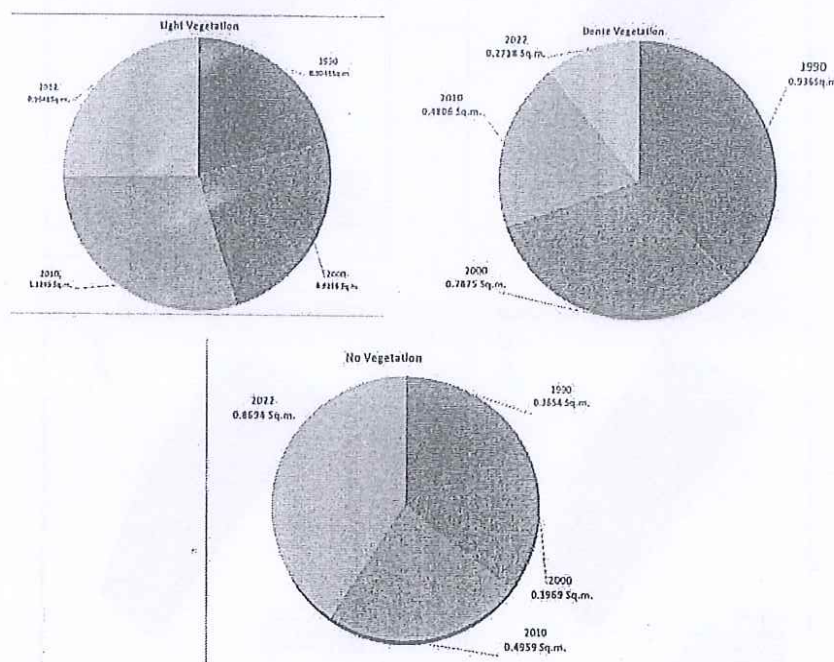 Light Vegetation
1990
2000
2010
Dense Vegetation
2022
0.2738 Sq.m.
1990
0.936Sq.m.
2010
0.4806 Sq.m.
2000
0.7875 Sq.m.
No Vegetation
2022
0.8694 Sq.m.
1990
0.3654 Sq.m.
2000
0.3969 Sq.m.
2010
0.4959 Sq.m.